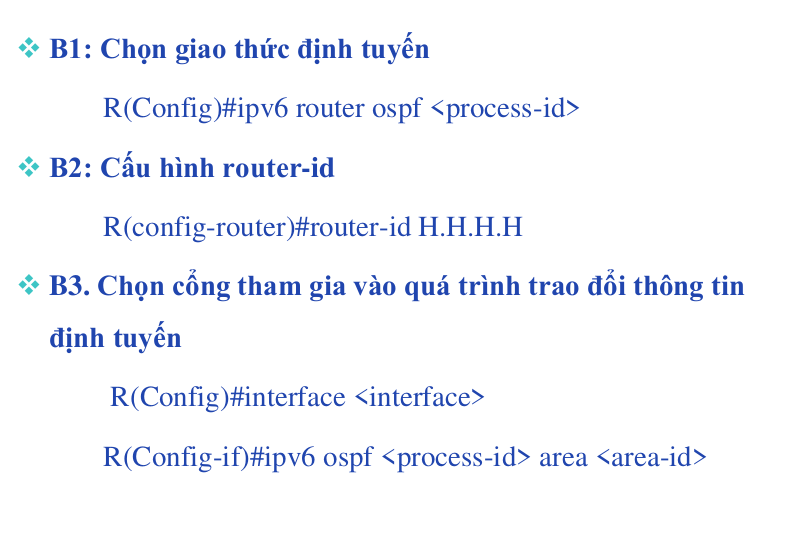 B1: Chọn giao thức định tuyến
R(Config)#ipv6 router ospf <process-id>
B2: Cấu hình router-id
R(config-router)#router-id H.H.H.H
B3. Chọn cổng tham gia vào quá trình trao đổi thông tin
định tuyến
R(Config)#interface <interface>
R(Config-if)#ipv6 ospf <process-id> area <area-id>